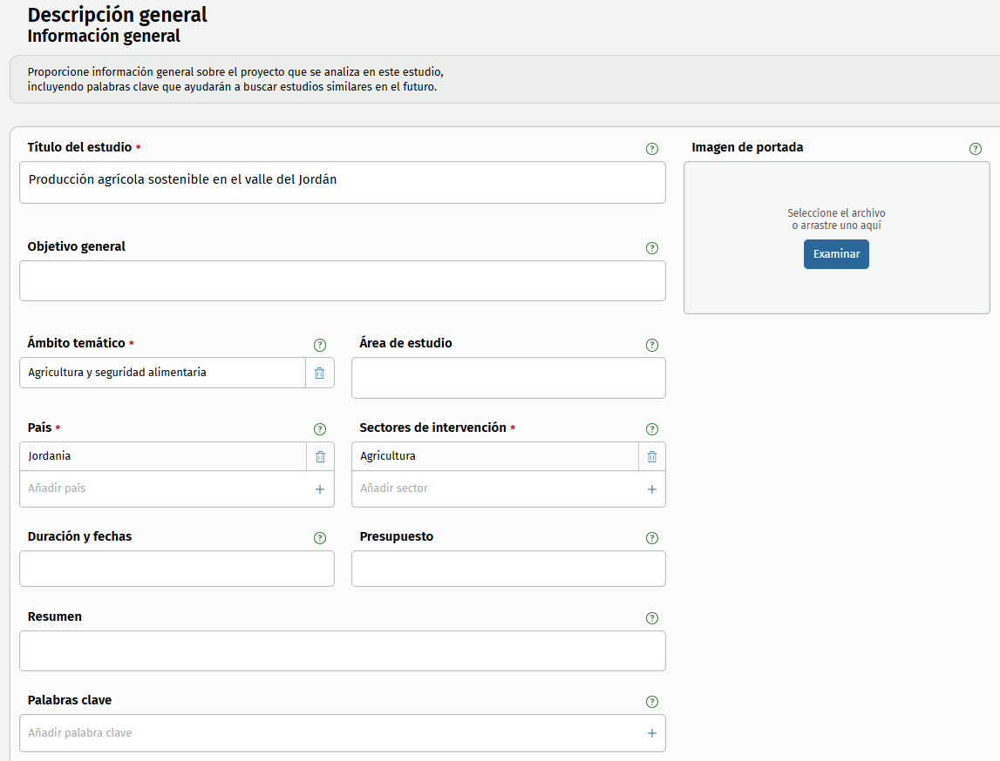 Descripción general
Información general
Proporcione información general sobre el proyecto que se analiza en este estudio,
incluyendo palabras clave que ayudarán a buscar estudios similares en el futuro.
Título del estudio *
?
Producción agrícola sostenible en el valle del Jordán
Imagen de portada
?
Seleccione el archivo
o arrastre uno aquí
Examinar
Objetivo general
?
Ámbito temático *
?
Agricultura y seguridad alimentaria
Área de estudio
?
País *
?
Jordania
Añadir país
+
Sectores de intervención *
?
Agricultura
Añadir sector
+
Duración y fechas
?
Presupuesto
?
Resumen
?
Palabras clave
?
Añadir palabra clave
+